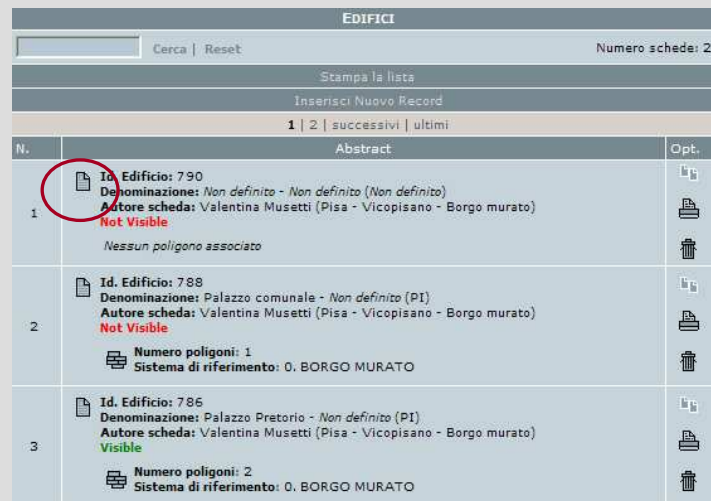 EDIFICI
Cerca | Reset Numero schede: 2
Stampa la lista
Inserisci Nuovo Record
1 | 2 | successivi | ultimi
N. Abstract Opt.
1
Id. Edificio: 790
Denominazione: Non definito - Non definito (Non definito)
Autore scheda: Valentina Musetti (Pisa - Vicopisano - Borgo murato)
Not Visible
Nessun poligono associato
2
Id. Edificio: 788
Denominazione: Palazzo comunale - Non definito (PI)
Autore scheda: Valentina Musetti (Pisa - Vicopisano - Borgo murato)
Not Visible
Numero poligoni: 1
Sistema di riferimento: 0. BORGO MURATO
3
Id. Edificio: 786
Denominazione: Palazzo Pretorio - Non definito (PI)
Autore scheda: Valentina Musetti (Pisa - Vicopisano - Borgo murato)
Visible
Numero poligoni: 2
Sistema di riferimento: 0. BORGO MURATO